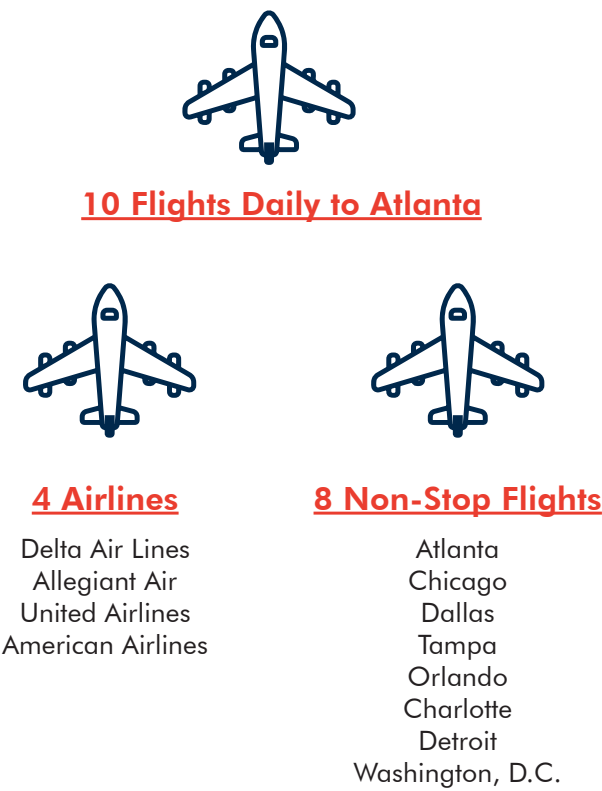 10 Flights Daily to Atlanta
4 Airlines
Delta Air Lines
Allegiant Air
United Airlines
American Airlines
8 Non-Stop Flights
Atlanta
Chicago
Dallas
Tampa
Orlando
Charlotte
Detroit
Washington, D.C.